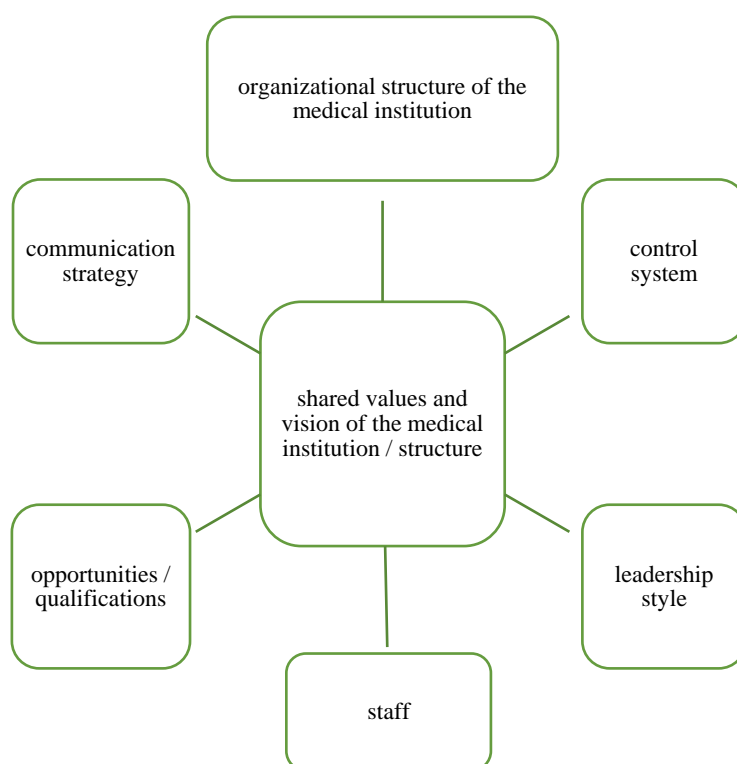 organizational structure of the
medical institution
communication
strategy
control
system
shared values and
vision of the medical
institution / structure
opportunities /
qualifications
leadership
style
staff